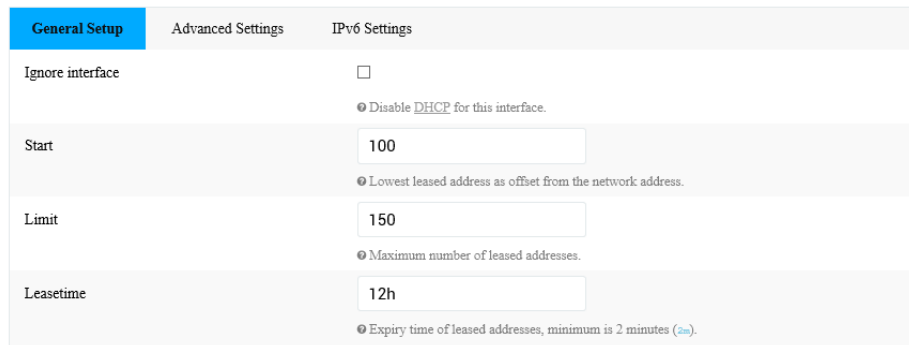 General Setup Advanced Settings IPv6 Settings
Ignore interface
Disable DHCP for this interface.
Start 100
Lowest leased address as offset from the network address.
Limit 150
Maximum number of leased addresses.
Leasetime 12h
Expiry time of leased addresses, minimum is 2 minutes (2m).